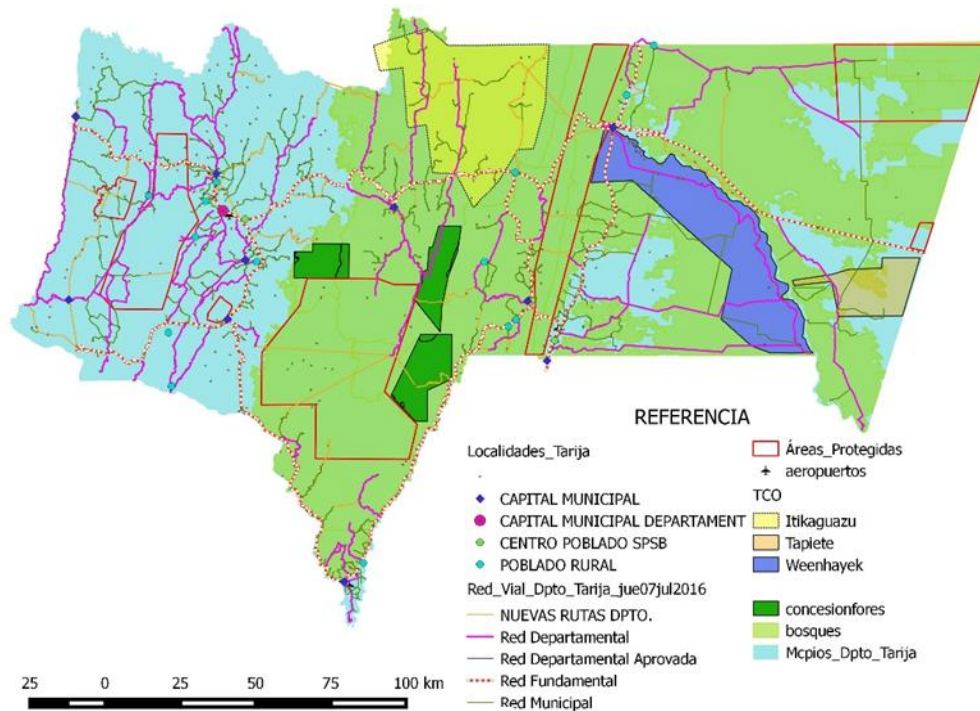 REFERENCIA
Localidades_Tarija
CAPITAL MUNICIPAL
CAPITAL MUNICIPAL DEPARTAMENT
CENTRO POBLADO SPSB
POBLADO RURAL
Red_Vial_Dpto_Tarija_jue07jul2016
NUEVAS RUTAS DPTO.
Red Departamental
Red Departamental Aprovada
Red Fundamental
Red Municipal
Áreas_Protegidas
aeropuertos
TCO
Itikaguazu
Tapiete
Weenhayek
concesionfores
bosques
Mcpios_Dpto_Tarija
25 0 25 50 75 100 km